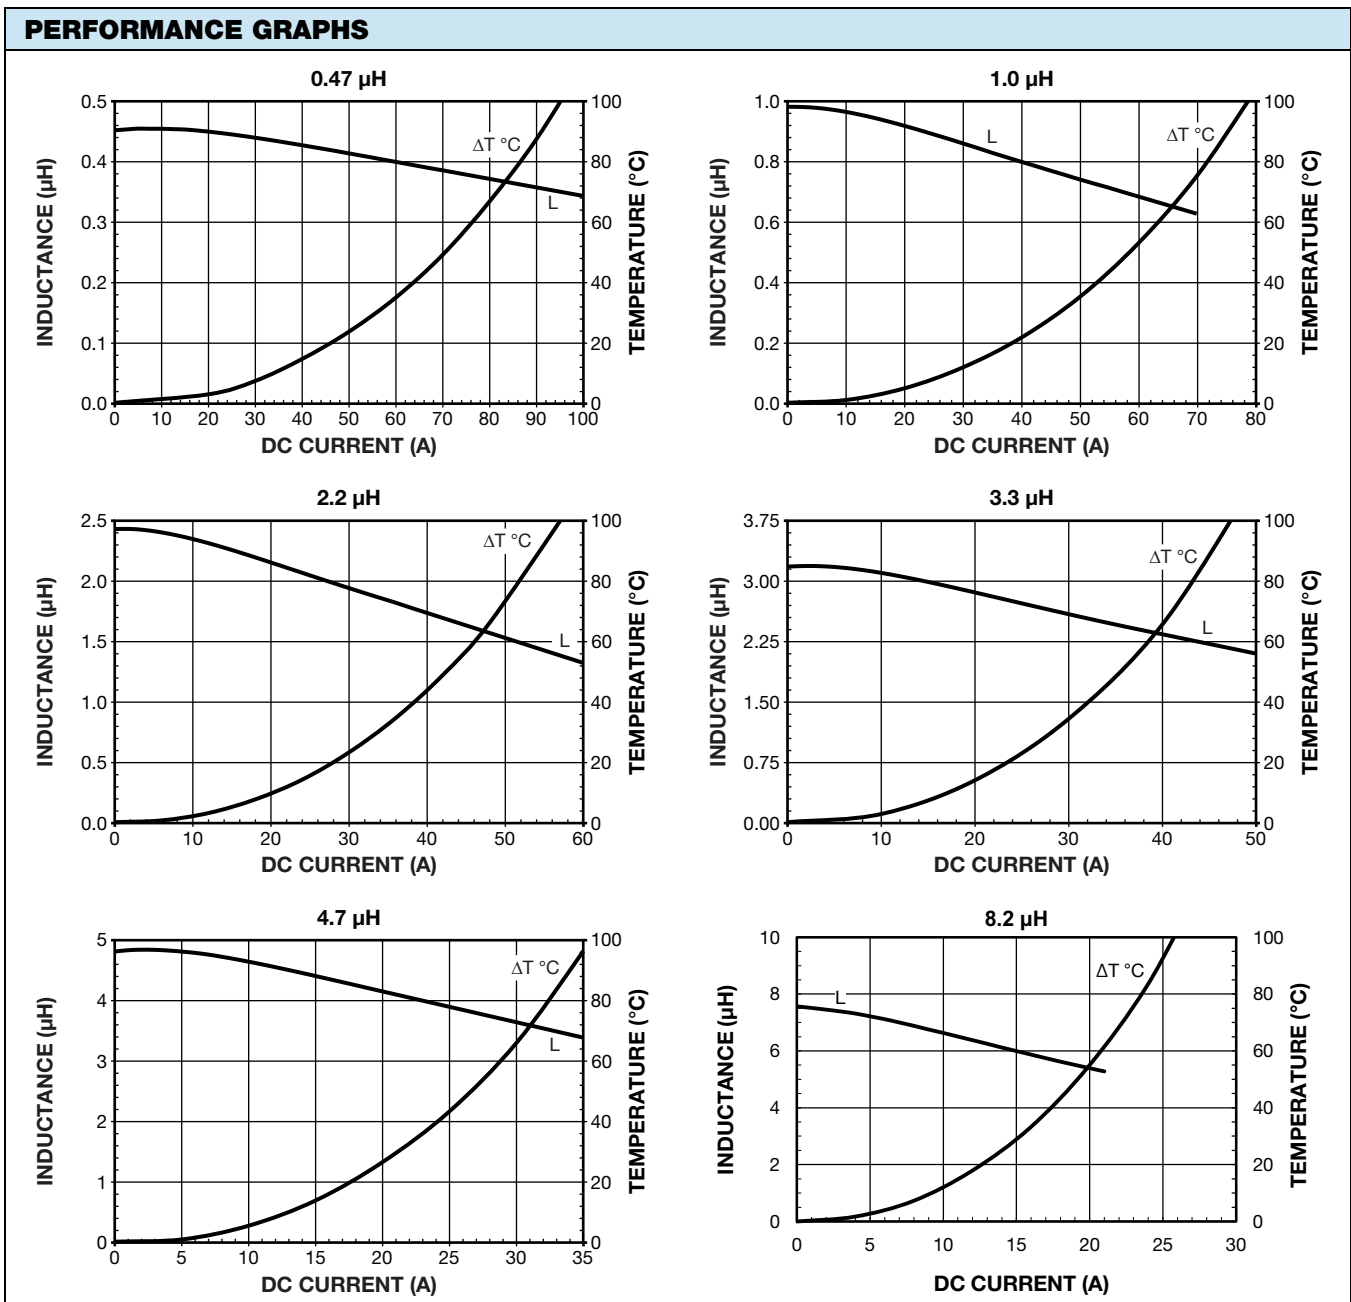 PERFORMANCE GRAPHS
0.47 µH
INDUCTANCE (µH)
0.5
0.4
0.3
0.2
0.1
0.0
ΔT °C
L
100
80
60
40
20
0
TEMPERATURE (°C)
0 10 20 30 40 50 60 70 80 90 100
DC CURRENT (A)
1.0 µH
INDUCTANCE (µH)
1.0
0.8
0.6
0.4
0.2
0.0
L
ΔT °C
100
80
60
40
20
0
TEMPERATURE (°C)
0 10 20 30 40 50 60 70 80
DC CURRENT (A)
2.2 µH
INDUCTANCE (µH)
2.5
2.0
1.5
1.0
0.5
0.0
ΔT °C
L
100
80
60
40
20
0
TEMPERATURE (°C)
0 10 20 30 40 50 60
DC CURRENT (A)
3.3 µH
INDUCTANCE (µH)
3.75
3.00
2.25
1.50
0.75
0.00
ΔT °C
L
100
80
60
40
20
0
TEMPERATURE (°C)
0 10 20 30 40 50
DC CURRENT (A)
4.7 µH
INDUCTANCE (µH)
5
4
3
2
1
0
ΔT °C
L
100
80
60
40
20
0
TEMPERATURE (°C)
0 5 10 15 20 25 30 35
DC CURRENT (A)
8.2 µH
INDUCTANCE (µH)
10
8
6
4
2
0
L
ΔT °C
100
80
60
40
20
0
TEMPERATURE (°C)
0 5 10 15 20 25 30
DC CURRENT (A)